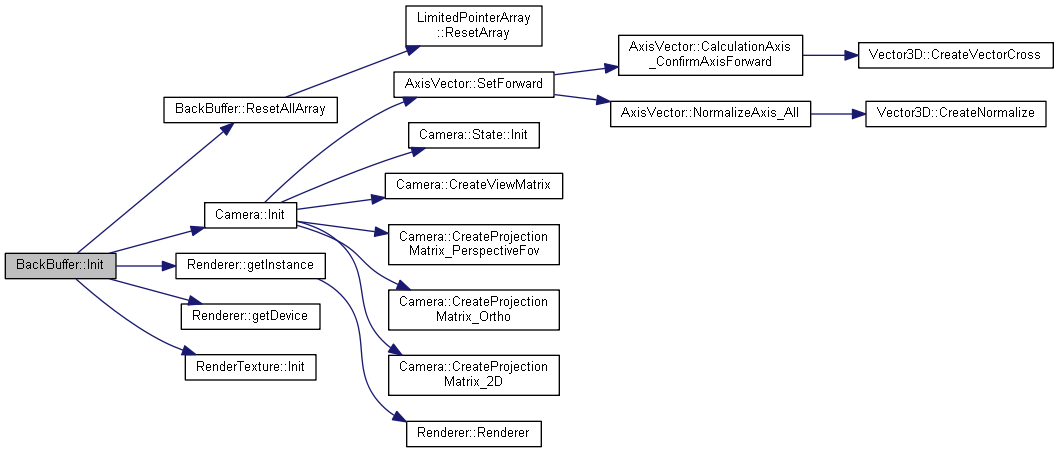 LimitedPointerArray
::ResetArray
AxisVector::CalculationAxis
_ConfirmAxisForward
Vector3D::CreateVectorCross
AxisVector::SetForward
BackBuffer::ResetAllArray
AxisVector::NormalizeAxis_All
Vector3D::CreateNormalize
Camera::State::Init
Camera::CreateViewMatrix
Camera::Init
Camera::CreateProjection
Matrix_PerspectiveFov
BackBuffer::Init
Renderer::getInstance
Camera::CreateProjection
Matrix_Ortho
Renderer::getDevice
RenderTexture::Init
Camera::CreateProjection
Matrix_2D
Renderer::Renderer